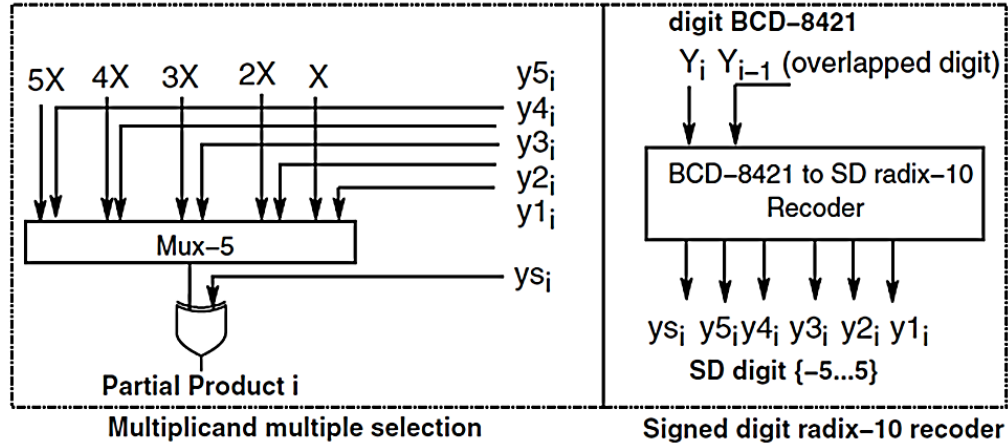 5X 4X 3X 2X X
y5i
y4i
y3i
y2i
y1i
Mux-5
ysi
Partial Product i
Multiplicand multiple selection
digit BCD-8421
Yi Yi-1 (overlapped digit)
BCD-8421 to SD radix-10
Recoder
ysi y5i y4i y3i y2i y1i
SD digit {-5...5}
Signed digit radix-10 recoder